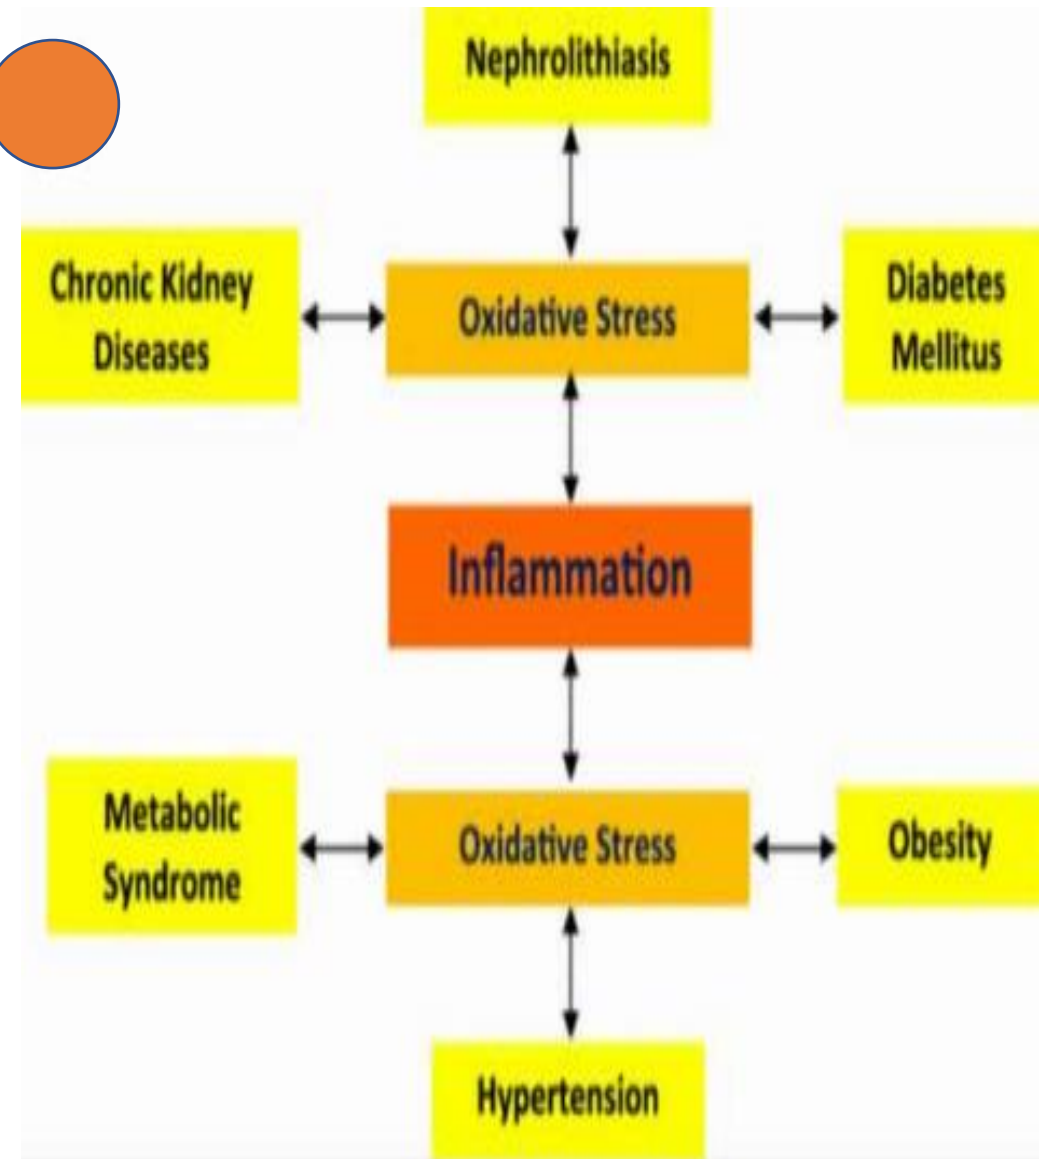 Nephrolithiasis
Chronic Kidney
Diseases
Oxidative Stress
Diabetes
Mellitus
Inflammation
Metabolic
Syndrome
Oxidative Stress
Obesity
Hypertension